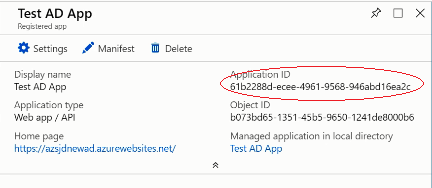 Test AD App
Registered app
Settings Manifest Delete
Display name
Test AD App
Application ID
61b2288d-ecee-4961-9568-946abd16ea2c
Application type
Web app / API
Object ID
b073bd65-1351-45b5-9650-1241de8000b6
Home page
https://azsjdnewad.azurewebsites.net/
Managed application in local directory
Test AD App